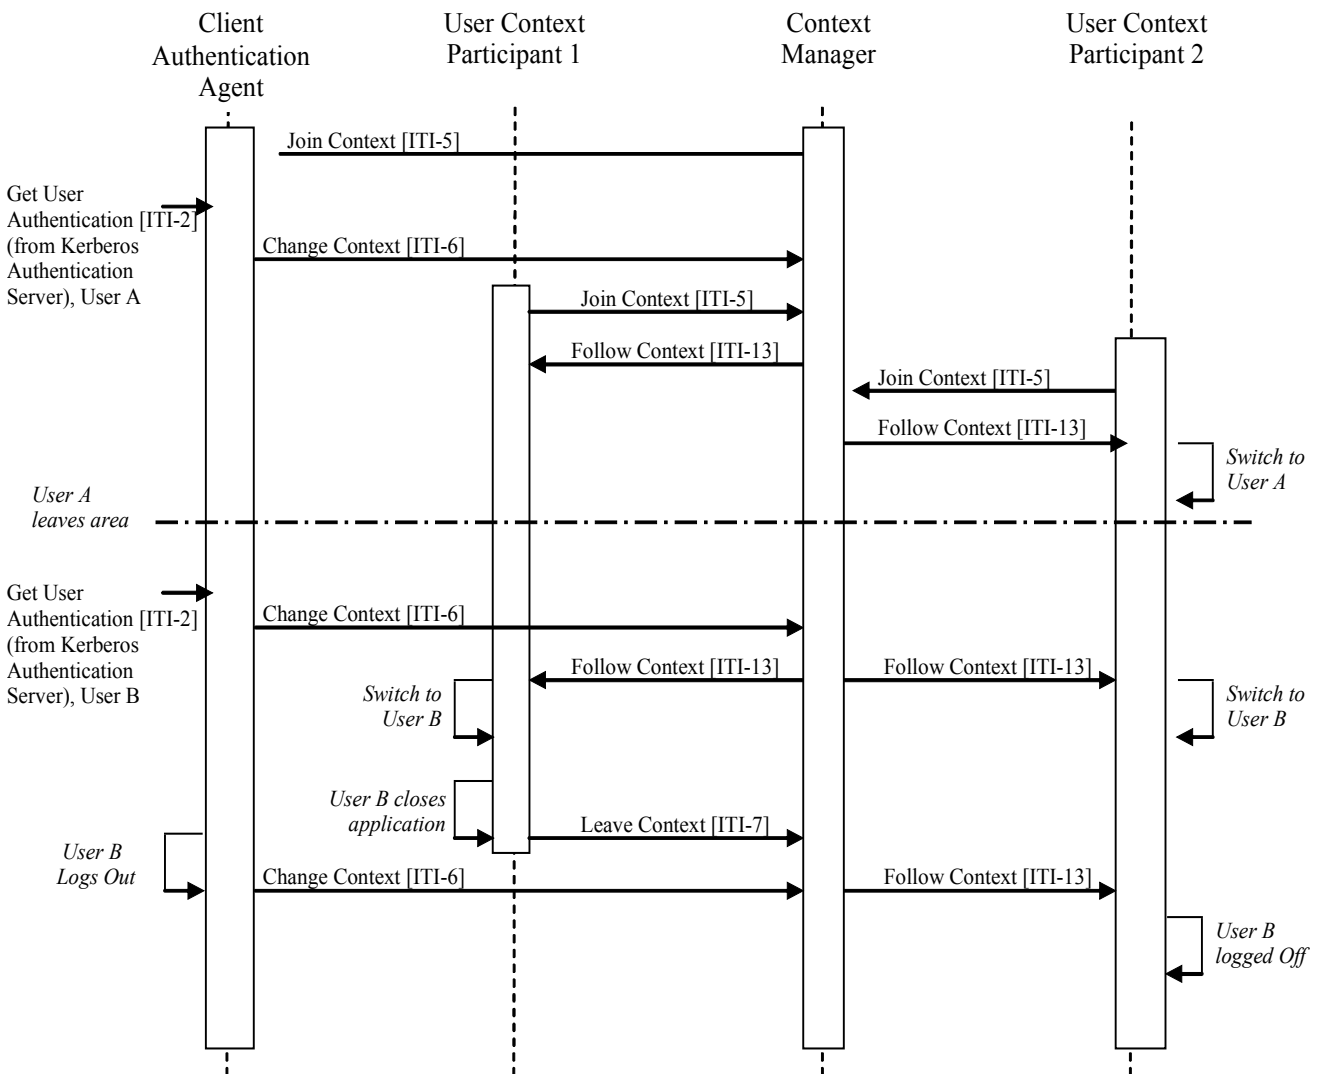 Client
Authentication
Agent
User Context
Participant 1
Context
Manager
User Context
Participant 2
Join Context [ITI-5]
Get User
Authentication [ITI-2]
(from Kerberos
Authentication
Server), User A
Change Context [ITI-6]
Join Context [ITI-5]
Follow Context [ITI-13]
Join Context [ITI-5]
Follow Context [ITI-13]
Switch to
User A
User A
leaves area
Get User
Authentication [ITI-2]
(from Kerberos
Authentication
Server), User B
Change Context [ITI-6]
Follow Context [ITI-13]
Follow Context [ITI-13]
Switch to
User B
Switch to
User B
User B closes
application
Leave Context [ITI-7]
User B
Logs Out
Change Context [ITI-6]
Follow Context [ITI-13]
User B
logged Off